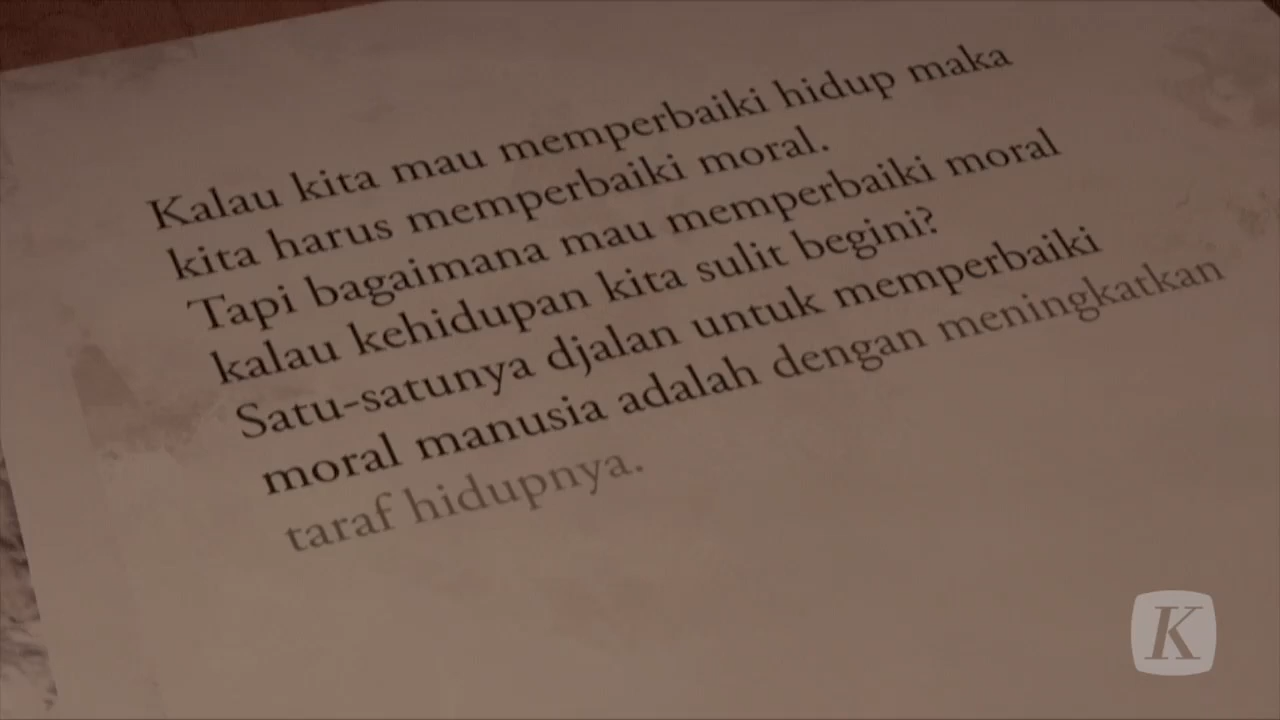 Kalau kita mau memperbaiki hidup maka
kita harus memperbaiki moral.
Tapi bagaimana mau memperbaiki moral
kalau kehidupan kita sulit begini?
Satu-satunya djalan untuk memperbaiki
moral manusia adalah dengan meningkatkan
taraf hidupnya.
K